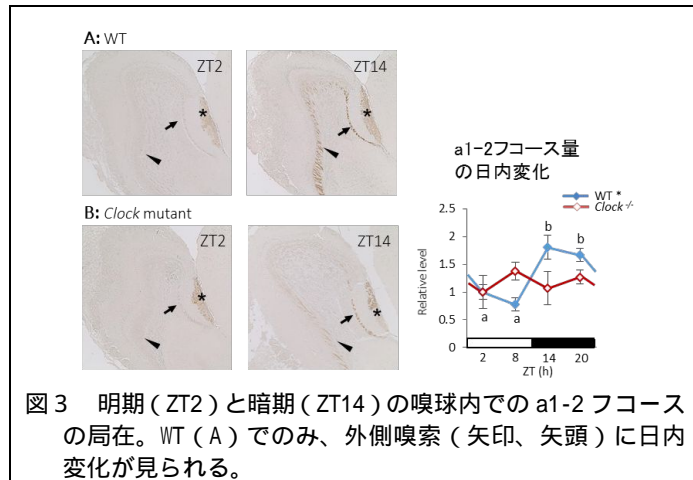 A: WT
ZT2
*
ZT14
*
B: Clock mutant
ZT2
*
ZT14
*
a1-2フコース量
の日内変化
WT *
Clock -/-
Relative level
2.5
2
1.5
1
0.5
0
a
a
b
b
2 8 14 20
ZT (h)
図3 明期(ZT2)と暗期(ZT14)の嗅球内での a1-2 フコース
の局在。WT(A)でのみ、外側嗅索(矢印、矢頭)に日内
変化が見られる。